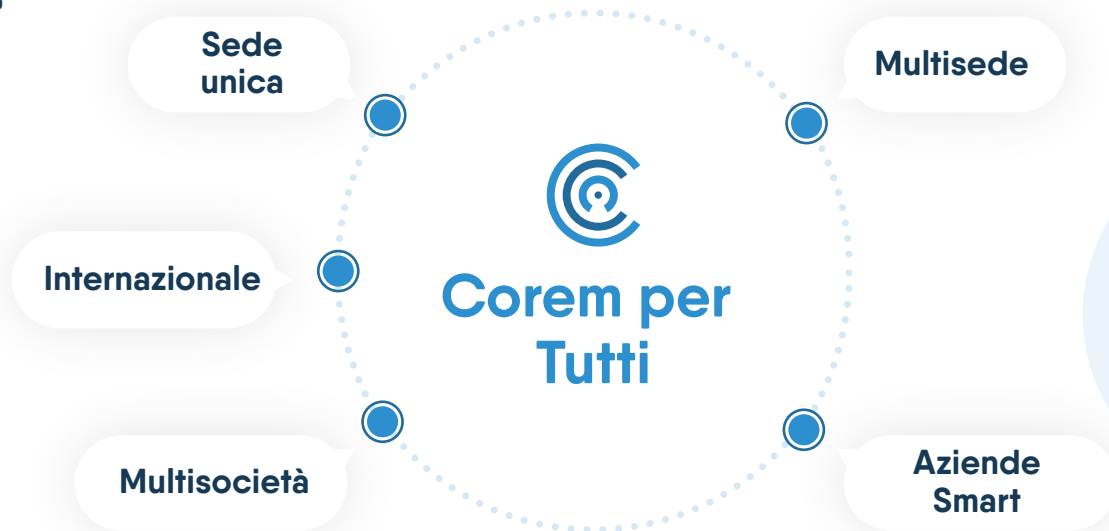 Sede
unica
Multisede
Internazionale
Corem per
Tutti
Multisocietà
Aziende
Smart